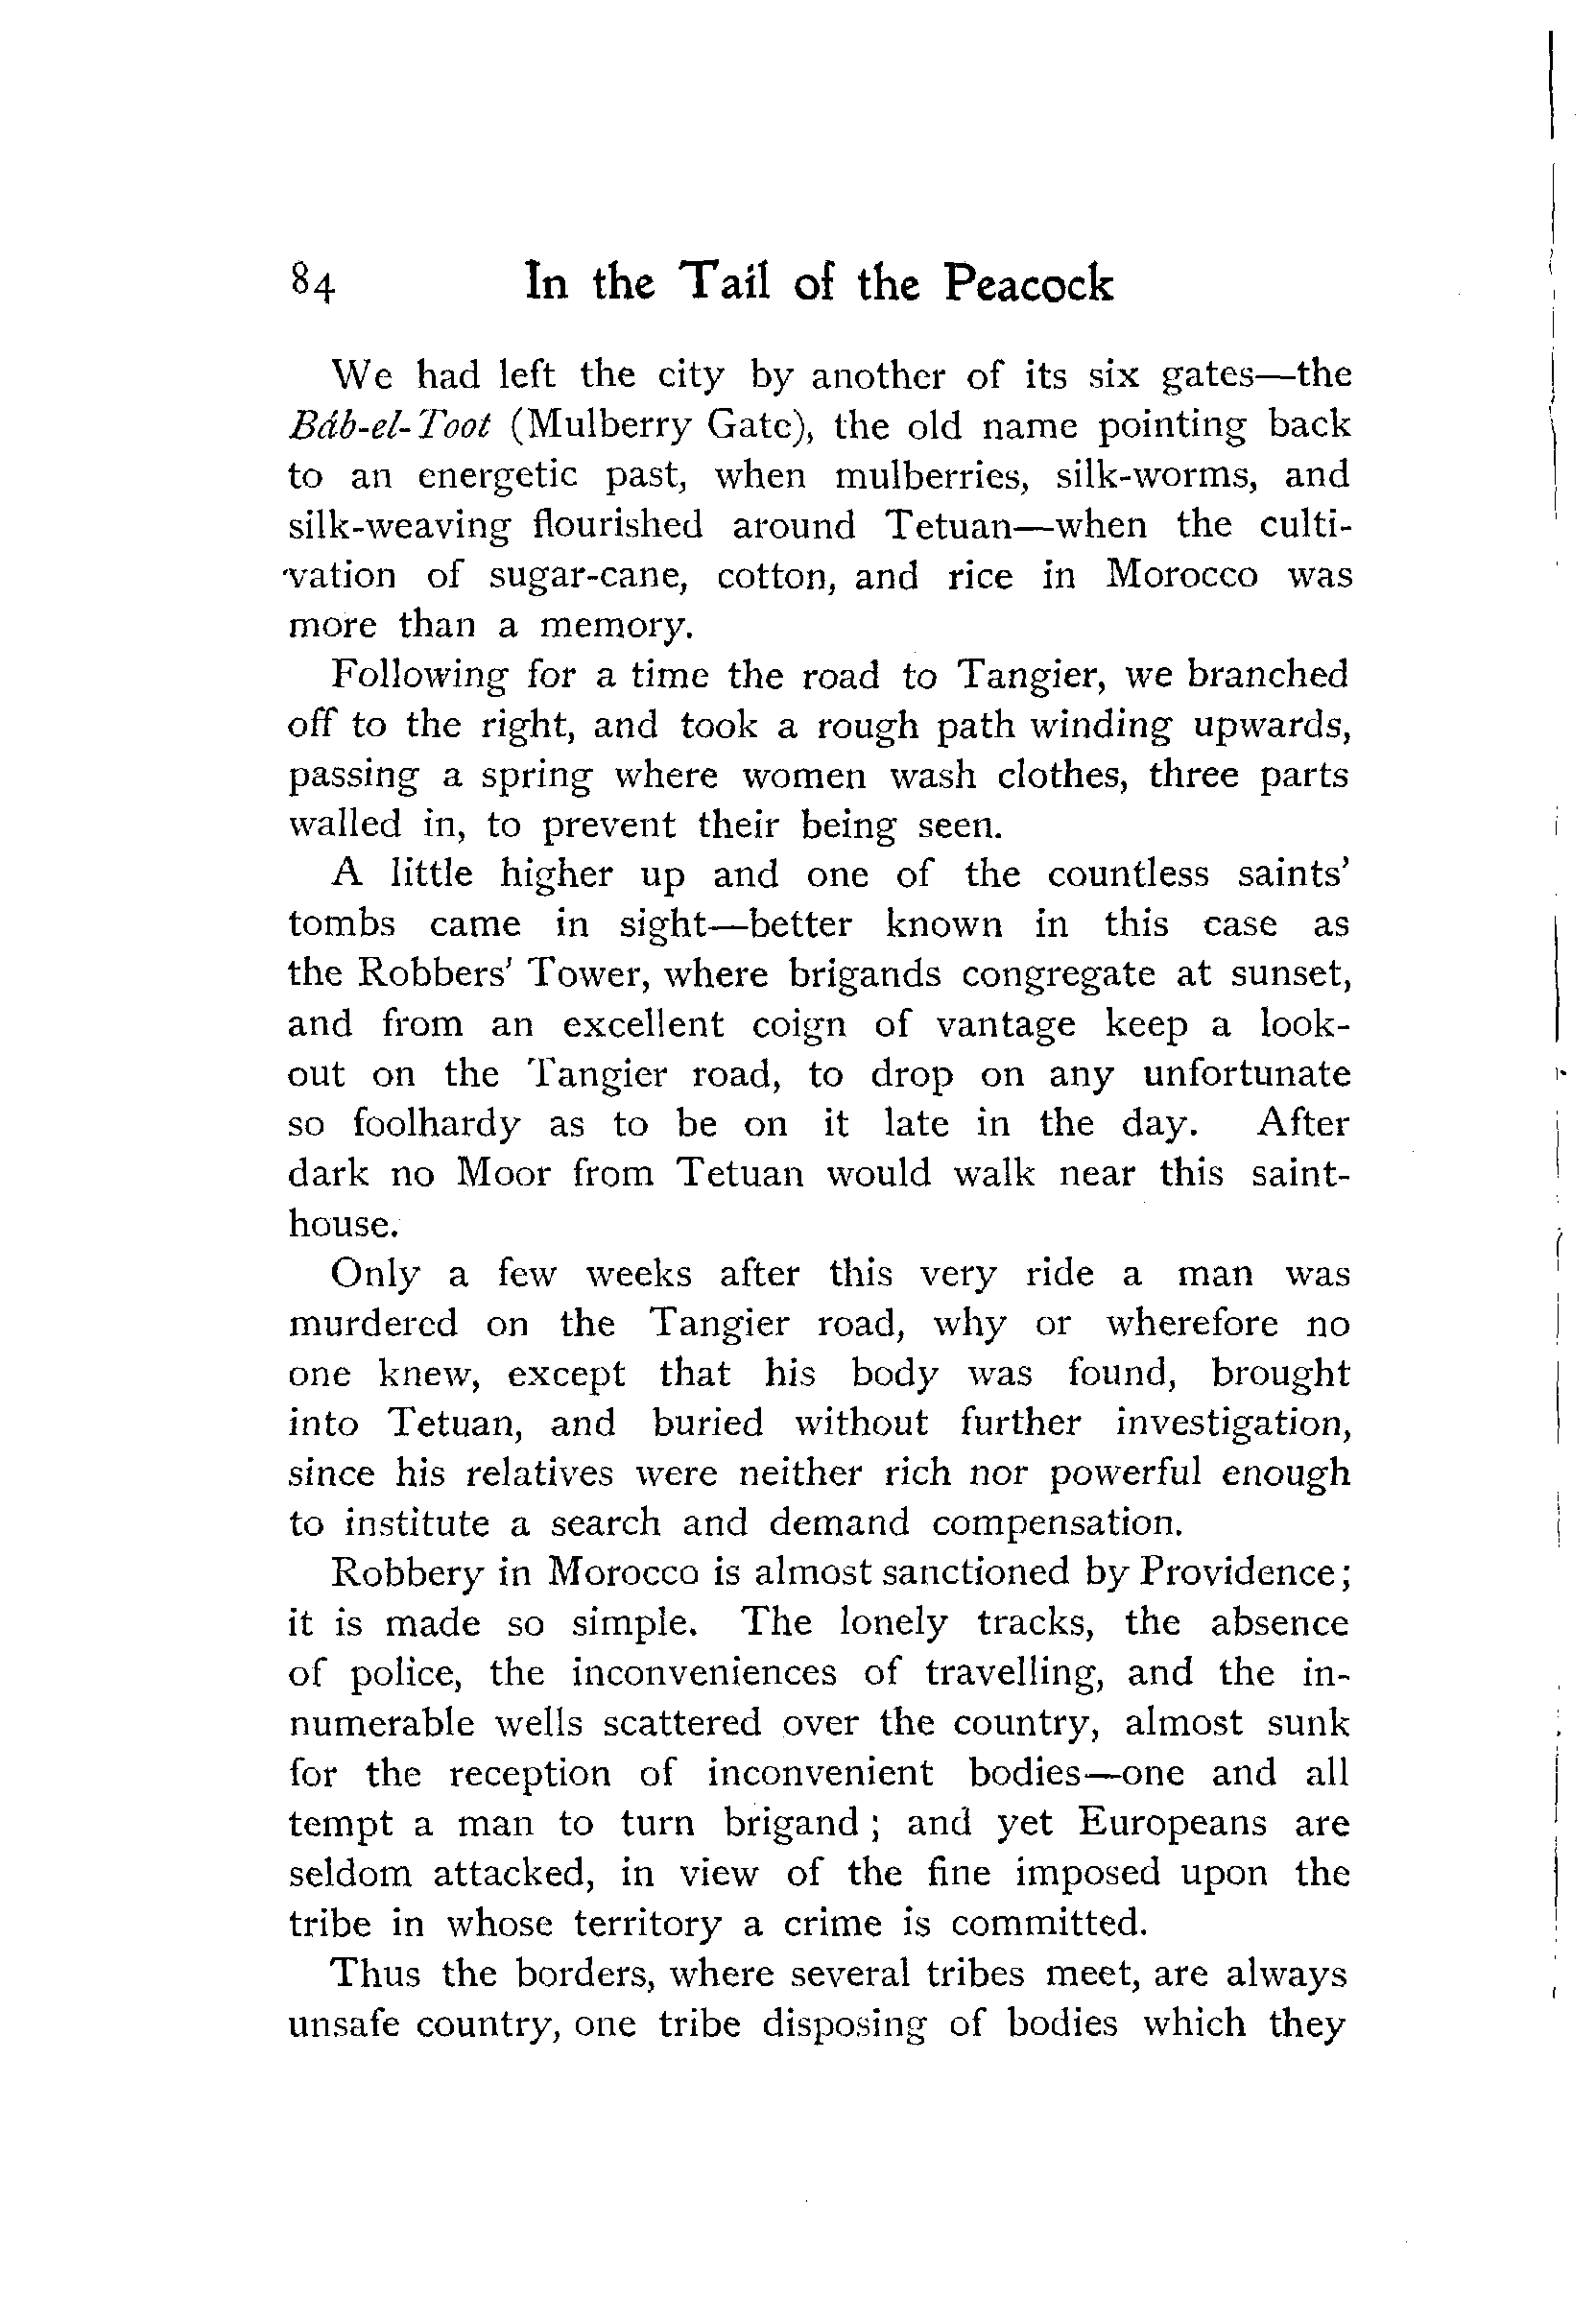 84 In the Tail of the Peacock
We had left the city by another of its six gates—the
Báb-el-Toot (Mulberry Gate), the old name pointing back
to an energetic past, when mulberries, silk-worms, and
silk-weaving flourished around Tetuan—when the culti-
vation of sugar-cane, cotton, and rice in Morocco was
more than a memory.
Following for a time the road to Tangier, we branched
off to the right, and took a rough path winding upwards,
passing a spring where women wash clothes, three parts
walled in, to prevent their being seen.
A little higher up and one of the countless saints'
tombs came in sight—better known in this case as
the Robbers' Tower, where brigands congregate at sunset,
and from an excellent coign of vantage keep a look-
out on the Tangier road, to drop on any unfortunate
so foolhardy as to be on it late in the day. After
dark no Moor from Tetuan would walk near this saint-
house.
Only a few weeks after this very ride a man was
murdered on the Tangier road, why or wherefore no
one knew, except that his body was found, brought
into Tetuan, and buried without further investigation,
since his relatives were neither rich nor powerful enough
to institute a search and demand compensation.
Robbery in Morocco is almost sanctioned by Providence;
it is made so simple. The lonely tracks, the absence
of police, the inconveniences of travelling, and the in-
numerable wells scattered over the country, almost sunk
for the reception of inconvenient bodies—one and all
tempt a man to turn brigand; and yet Europeans are
seldom attacked, in view of the fine imposed upon the
tribe in whose territory a crime is committed.
Thus the borders, where several tribes meet, are always
unsafe country, one tribe disposing of bodies which they